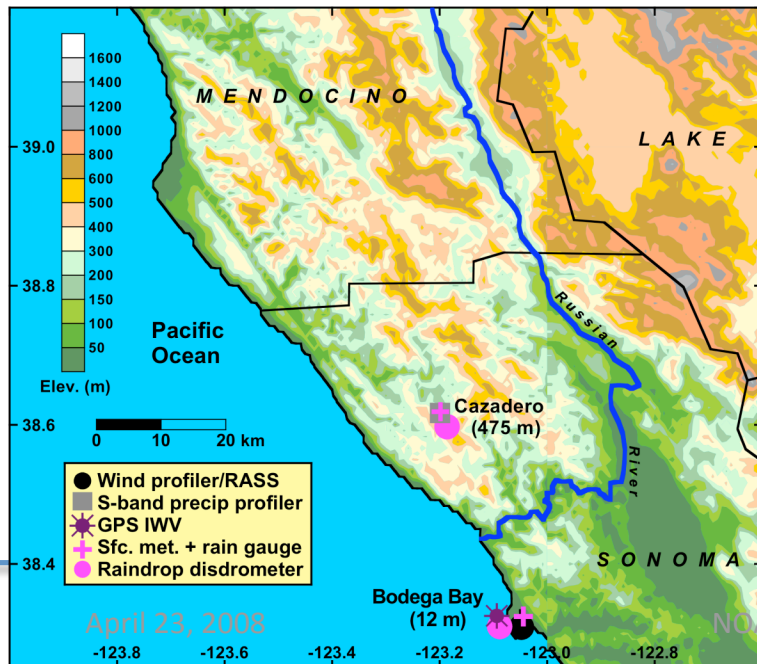 1600
1400
1200
1000
800
600
500
400
300
200
150
100
50
Elev. (m)
MENDOCINO
LAKE
39.0
38.8
38.6
38.4
Pacific
Ocean
Russian
River
0 10 20 km
Cazadero
(475 m)
Wind profiler/RASS
S-band precip profiler
GPS IWV
Sfc. met. + rain gauge
Raindrop disdrometer
SONOMA
Bodega Bay
(12 m)
April 23, 2008
NO
-123.8 -123.6 -123.4 -123.2 -123.0 -122.8